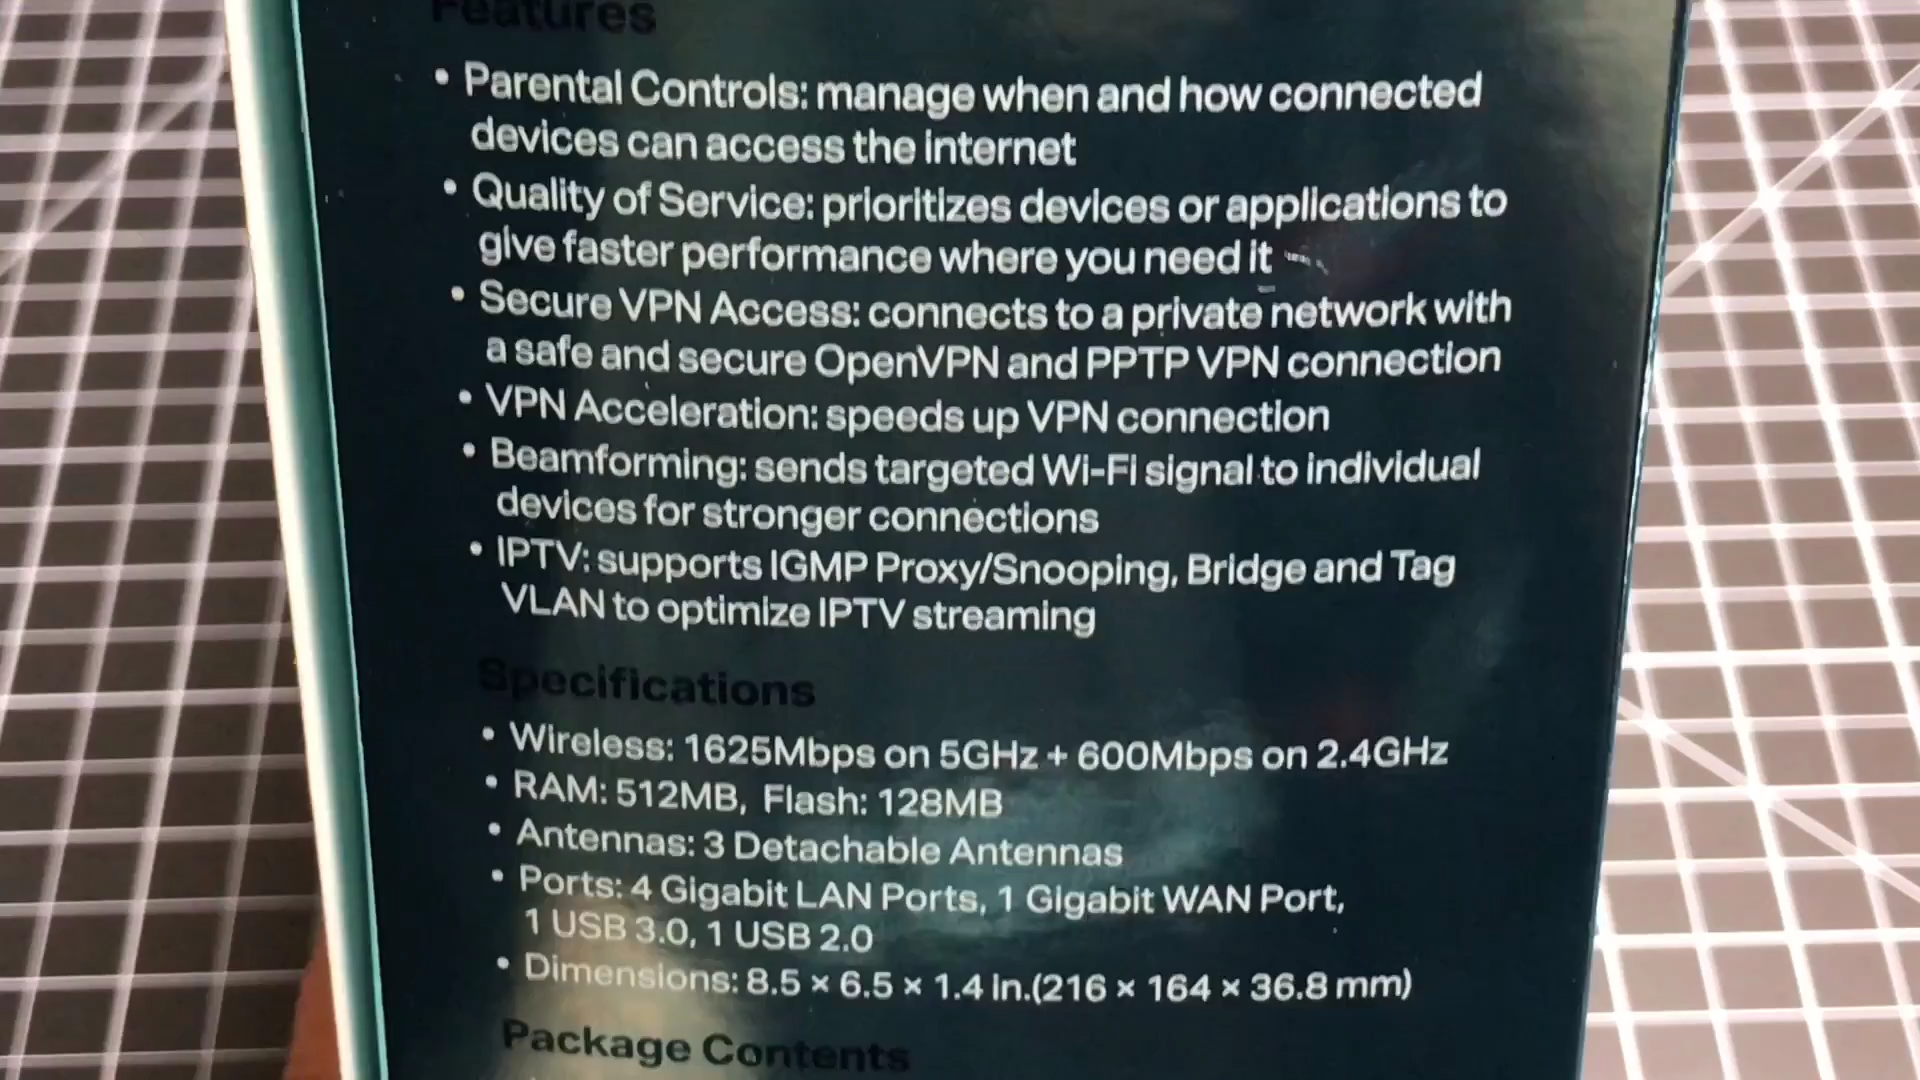 Features
• Parental Controls: manage when and how connected
devices can access the internet
• Quality of Service: prioritizes devices or applications to
give faster performance where you need it
• Secure VPN Access: connects to a private network with
a safe and secure OpenVPN and PPTP VPN connection
• VPN Acceleration: speeds up VPN connection
• Beamforming: sends targeted Wi-Fi signal to individual
devices for stronger connections
• IPTV: supports IGMP Proxy/Snooping, Bridge and Tag
VLAN to optimize IPTV streaming
Specifications
• Wireless: 1625Mbps on 5GHz + 600Mbps on 2.4GHz
• RAM: 512MB, Flash: 128MB
• Antennas: 3 Detachable Antennas
• Ports: 4 Gigabit LAN Ports, 1 Gigabit WAN Port,
1 USB 3.0, 1 USB 2.0
• Dimensions: 8.5 × 6.5 × 1.4 in.(216 × 164 × 36.8 mm)
Package Contents